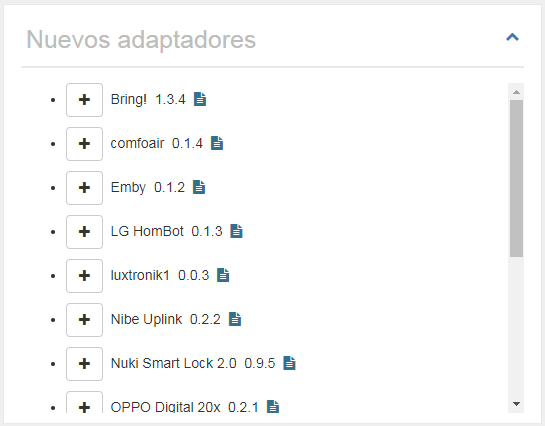 Nuevos adaptadores
Bring! 1.3.4
comfoair 0.1.4
Emby 0.1.2
LG HomBot 0.1.3
luxtronik1 0.0.3
Nibe Uplink 0.2.2
Nuki Smart Lock 2.0 0.9.5
OPPO Digital 20x 0.2.1